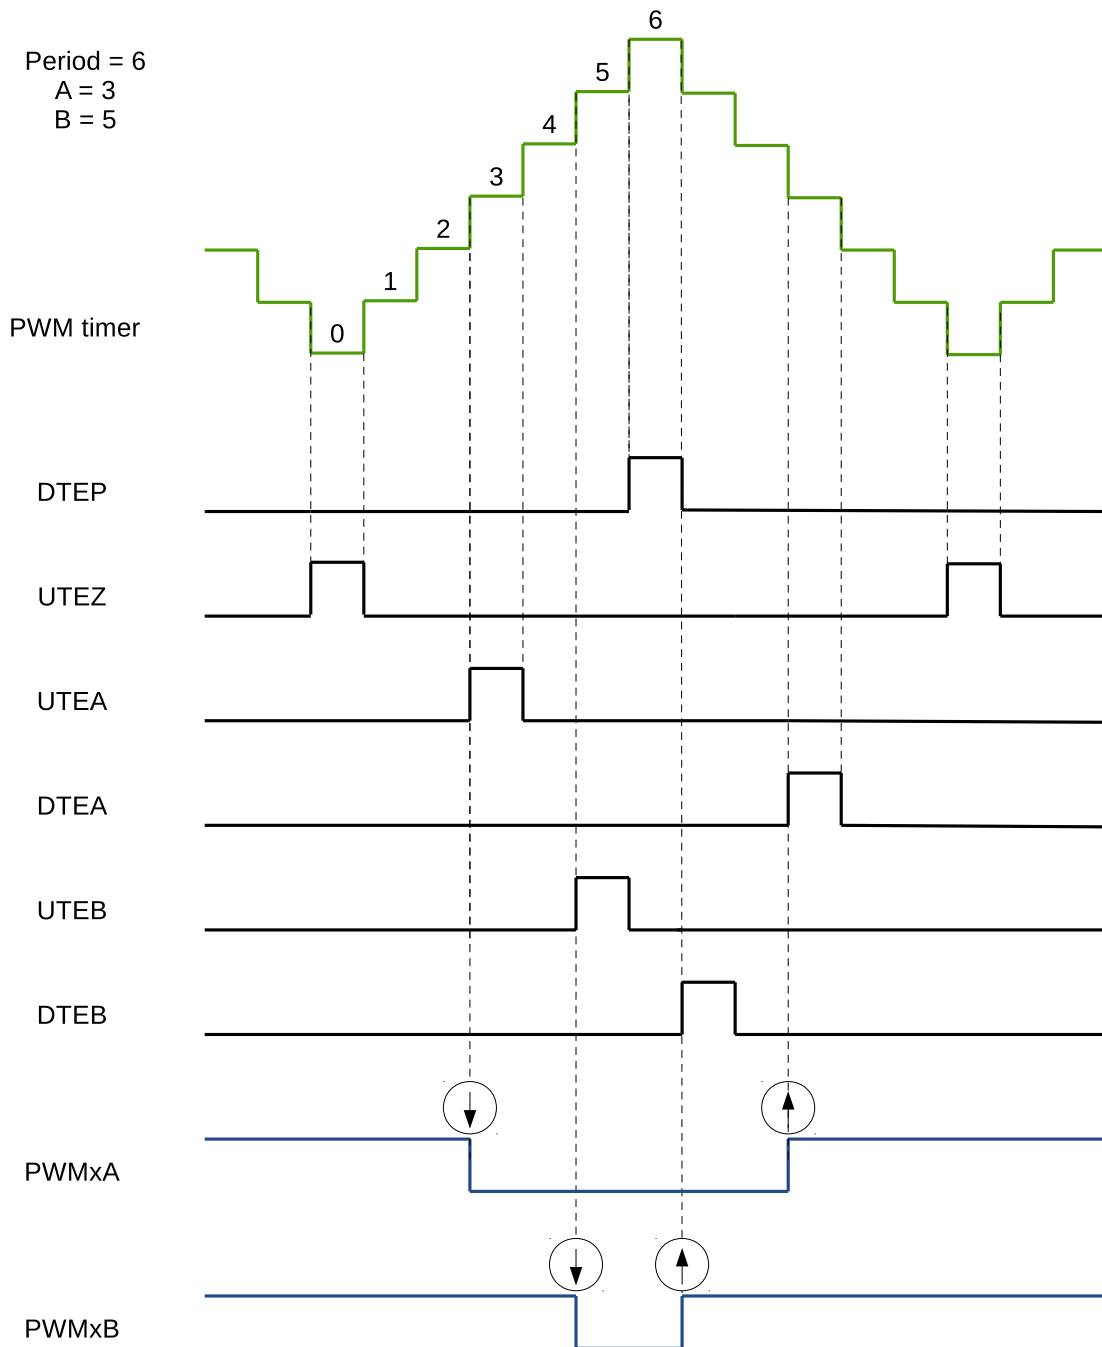 6
Period = 6
A = 3
B = 5
5
4
3
2
1
0
PWM timer
DTEP
UTEZ
UTEA
DTEA
UTEB
DTEB
PWMxA
PWMxB